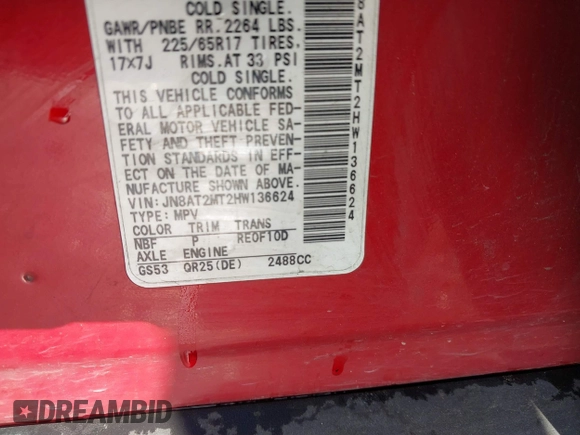 COLD SINGLE.
GAWR/PNBE RR. 2264 LBS.
WITH 225/65R17 TIRES.
17x7J RIMS.AT 33 PSI
COLD SINGLE.
THIS VEHICLE CONFORMS
TO ALL APPLICABLE FED-
ERAL MOTOR VEHICLE SA-
FETY AND THEFT PREVEN-
TION STANDARDS IN EFF-
ECT ON THE DATE OF MA-
NUFACTURE SHOWN ABOVE.
VIN:JN8AT2MT2HW136624
TYPE:MPV
COLOR TRIM TRANS
NBF P RE0F10D
AXLE ENGINE
GS53 QR25(DE) 2488CC
8AT2MT2HW136624
DREAMBID